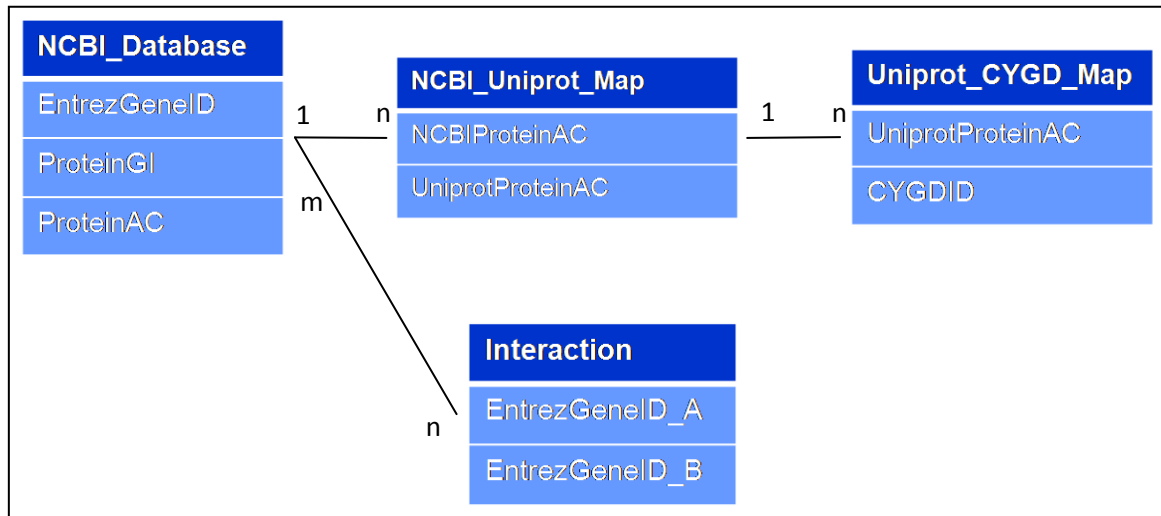 NCBI_Database
EntrezGeneID
ProteinGI
ProteinAC
1
n
m
NCBI_Uniprot_Map
NCBIProteinAC
UniprotProteinAC
1
n
Uniprot_CYGD_Map
UniprotProteinAC
CYGDID
n
Interaction
EntrezGeneID_A
EntrezGeneID_B